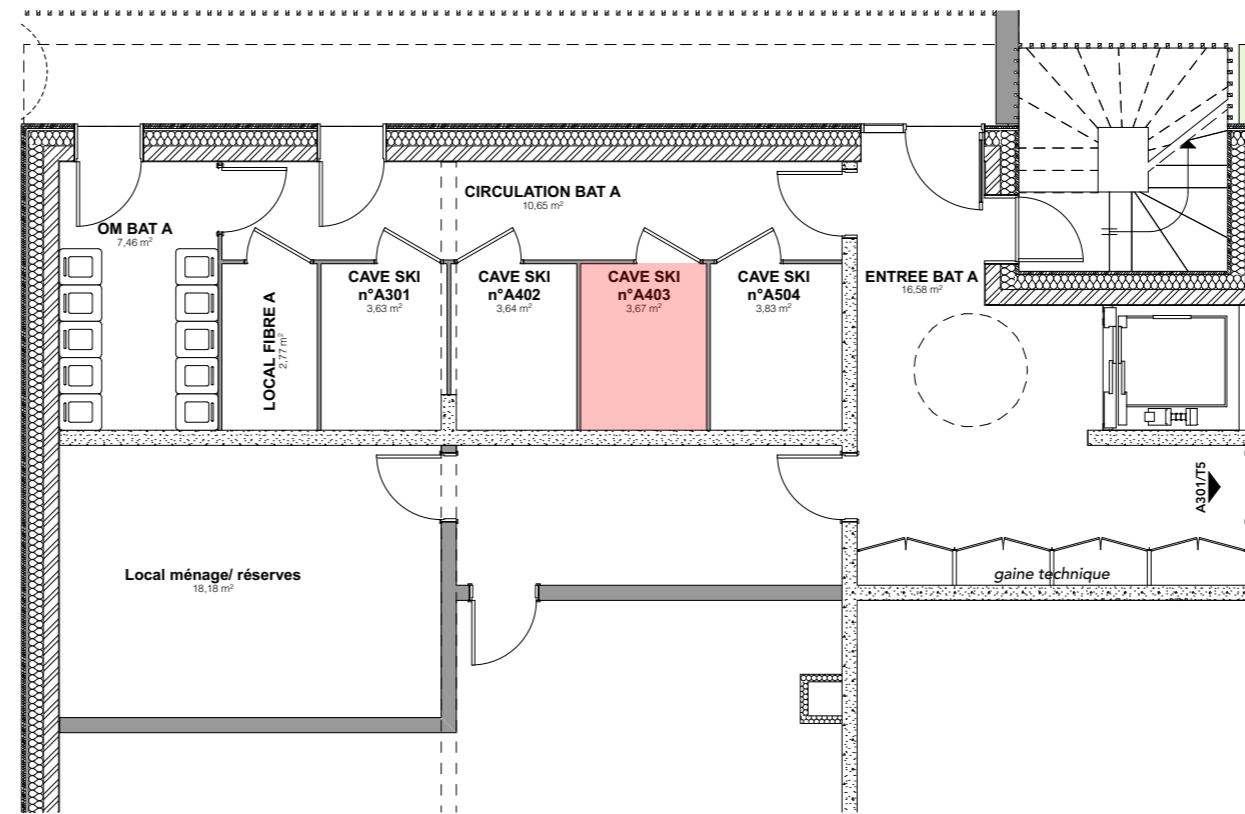 CIRCULATION BAT A
10,65 m²
OM BAT A
7,46 m²
LOCAL FIBRE A
2,77 m²
CAVE SKI
n°A301
3,63 m²
CAVE SKI
n°A402
3,64 m²
CAVE SKI
n°A403
3,67 m²
CAVE SKI
n°A504
3,83 m²
ENTREE BAT A
16,58 m²
A301/T5
gaine technique
Local ménage/ réserves
18,18 m²